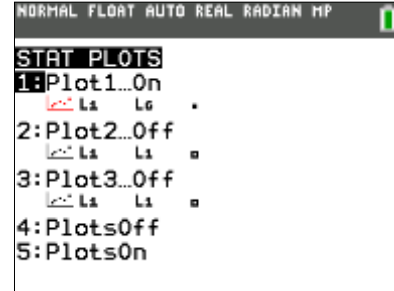 NORMAL FLOAT AUTO REAL RADIAN MP
STAT PLOTS
1:Plot1…On
L1 L6
2:Plot2…Off
L1 L1
3:Plot3…Off
L1 L1
4:PlotsOff
5:PlotsOn